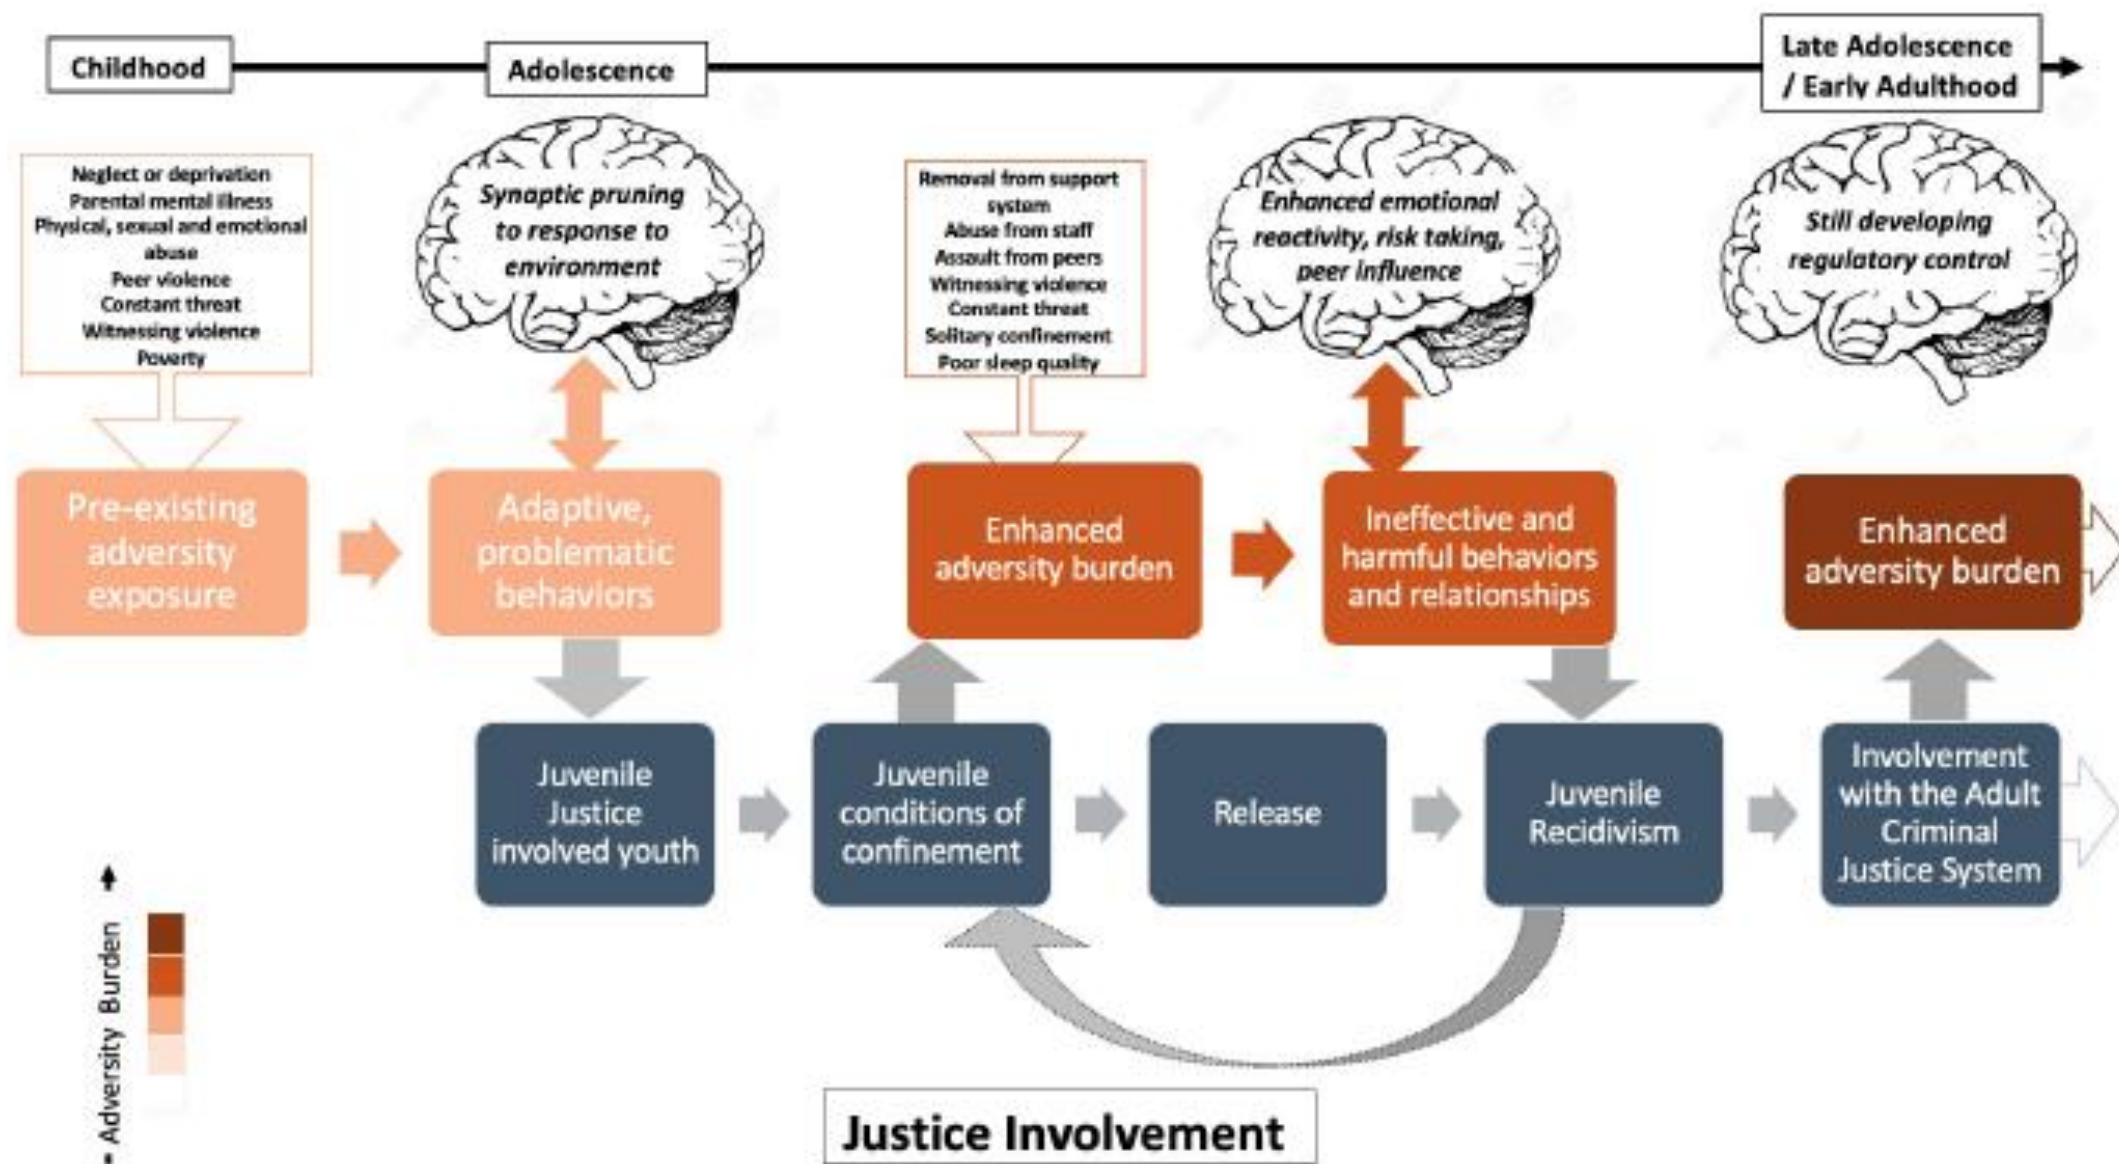 Childhood
Adolescence
Late Adolescence
/ Early Adulthood
Neglect or deprivation
Parental mental illness
Physical, sexual and emotional
abuse
Peer violence
Constant threat
Witnessing violence
Poverty
Synaptic pruning
to response to
environment
Removal from support
system
Abuse from staff
Assault from peers
Witnessing violence
Constant threat
Solitary confinement
Poor sleep quality
Enhanced emotional
reactivity, risk taking,
peer influence
Still developing
regulatory control
Pre-existing
adversity
exposure
Adaptive,
problematic
behaviors
Enhanced
adversity burden
Ineffective and
harmful behaviors
and relationships
Enhanced
adversity burden
Juvenile
Justice
involved youth
Juvenile
conditions of
confinement
Release
Juvenile
Recidivism
Involvement
with the Adult
Criminal
Justice System
Adversity Burden
Justice Involvement